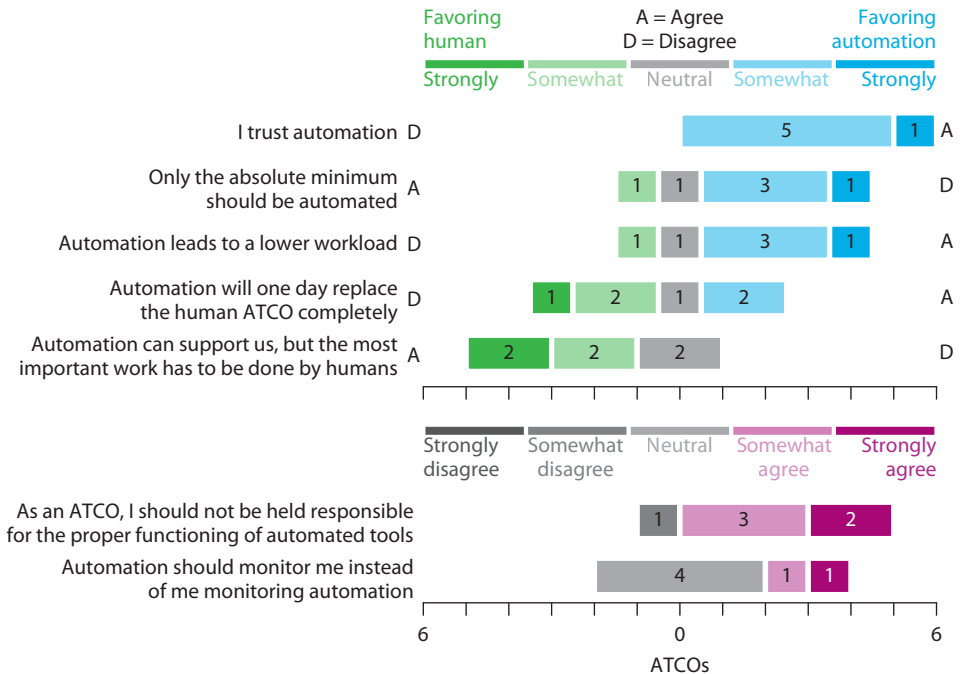 Favoring human
A = Agree
D = Disagree
Favoring automation
Strongly Somewhat Neutral Somewhat Strongly
I trust automation D 5 1 A
Only the absolute minimum
should be automated A 1 1 3 1 D
Automation leads to a lower workload D 1 1 3 1 A
Automation will one day replace
the human ATCO completely D 1 2 1 2 A
Automation can support us, but the most
important work has to be done by humans A 2 2 2 D
Strongly disagree Somewhat disagree Neutral Somewhat agree Strongly agree
As an ATCO, I should not be held responsible
for the proper functioning of automated tools 1 3 2
Automation should monitor me instead
of me monitoring automation 4 1 1
6 0 6
ATCOs